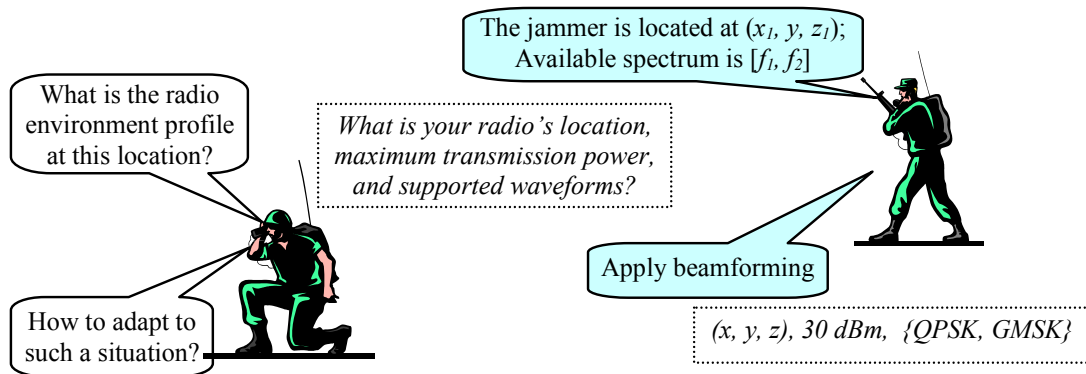 What is the radio
environment profile
at this location?
How to adapt to
such a situation?
What is your radio's location,
maximum transmission power,
and supported waveforms?
The jammer is located at (x1, y, z1);
Available spectrum is [f1, f2]
Apply beamforming
(x, y, z), 30 dBm, {QPSK, GMSK}